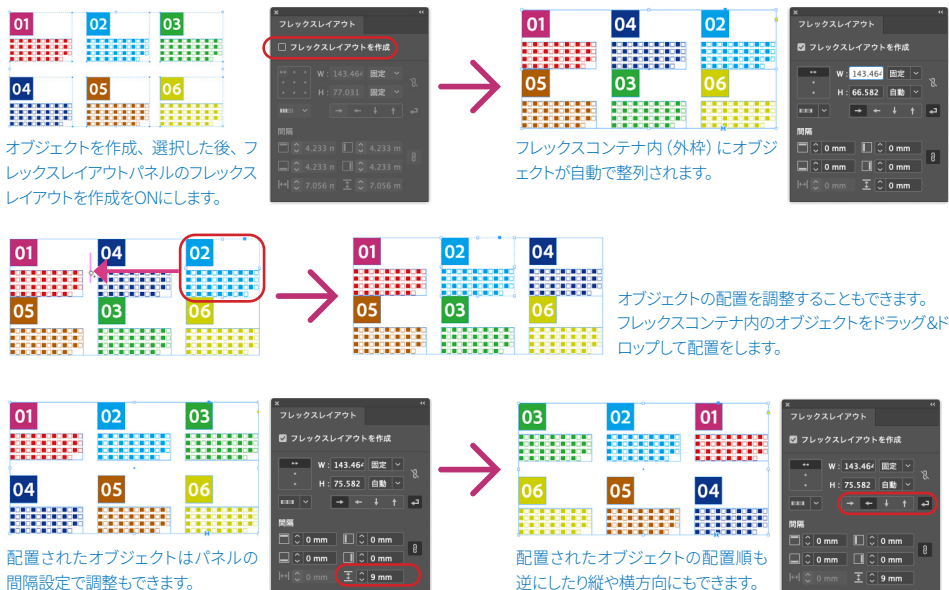 01 02 03
04 05 06
オブジェクトを作成、選択した後、フ
レックスレイアウトパネルのフレックス
レイアウトを作成をONにします。
フレックスレイアウト
フレックスレイアウトを作成
W : 143.464 固定
H : 77.031 固定
間隔
4.233 n 4.233 m
4.233 n 4.233 m
7.056 n 7.056 m
01 04 02
05 03 06
フレックスコンテナ内（外枠）にオブジ
ェクトが自動で整列されます。
フレックスレイアウト
フレックスレイアウトを作成
W : 143.464 固定
H : 66.582 自動
間隔
0 mm 0 mm
0 mm 0 mm
0 mm 0 mm
01 04 02
05 03 06
01 02 04
05 03 06
オブジェクトの配置を調整することもできます。
フレックスコンテナ内のオブジェクトをドラッグ&ド
ロップして配置をします。
01 02 03
04 05 06
配置されたオブジェクトはパネルの
間隔設定で調整もできます。
フレックスレイアウト
フレックスレイアウトを作成
W : 143.464 固定
H : 75.582 自動
間隔
0 mm 0 mm
0 mm 0 mm
0 mm 9 mm
03 02 01
06 05 04
配置されたオブジェクトの配置順も
逆にしたり縦や横方向にもできます。
フレックスレイアウト
フレックスレイアウトを作成
W : 143.464 固定
H : 75.582 自動
間隔
0 mm 0 mm
0 mm 0 mm
0 mm 9 mm